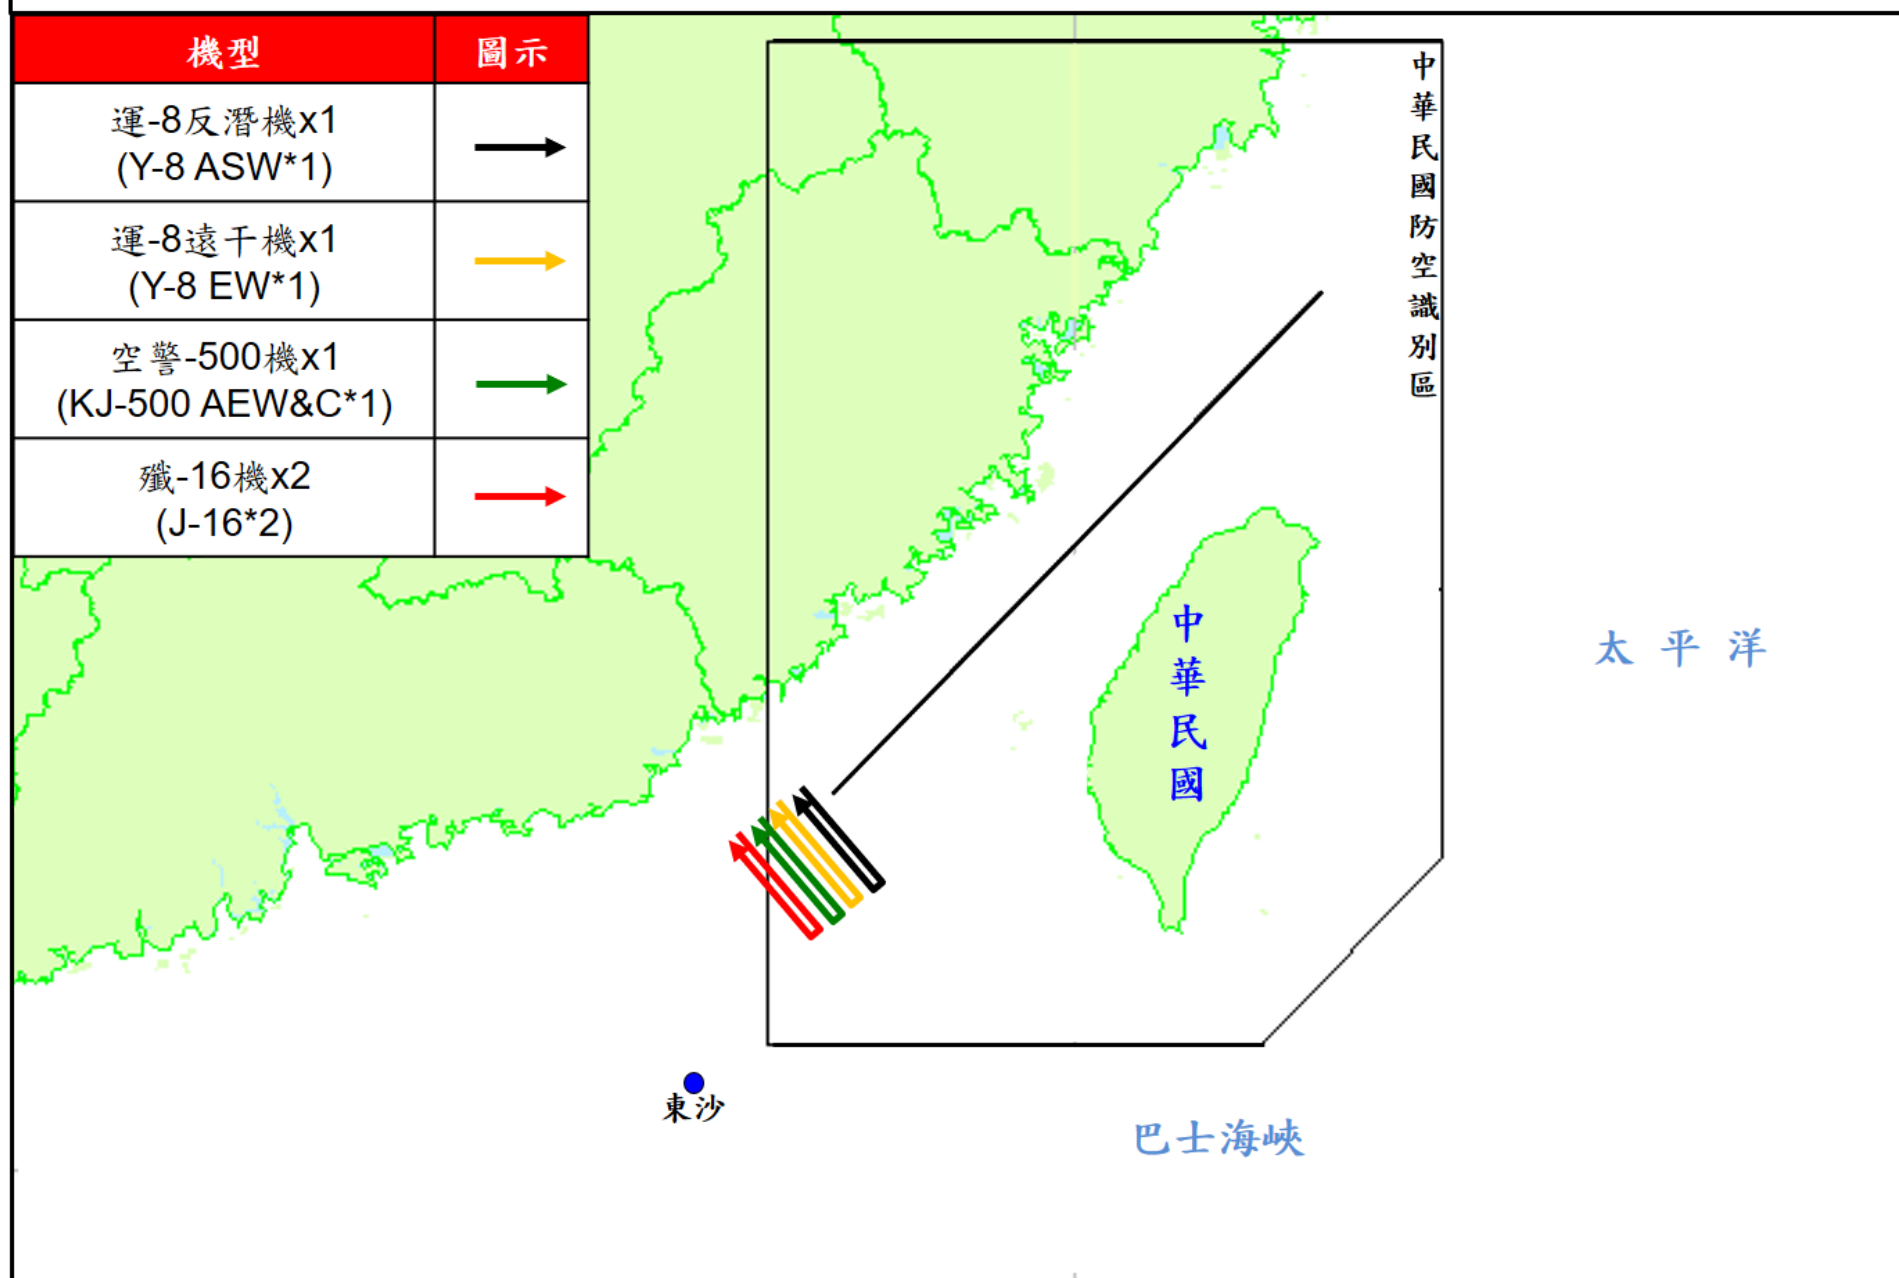 機型
圖示
運-8反潛機x1
(Y-8 ASW*1)
運-8遠干機x1
(Y-8 EW*1)
空警-500機x1
(KJ-500 AEW&C*1)
殲-16機x2
(J-16*2)
中華民國防空識別區
中華民國
太平洋
東沙
巴士海峽